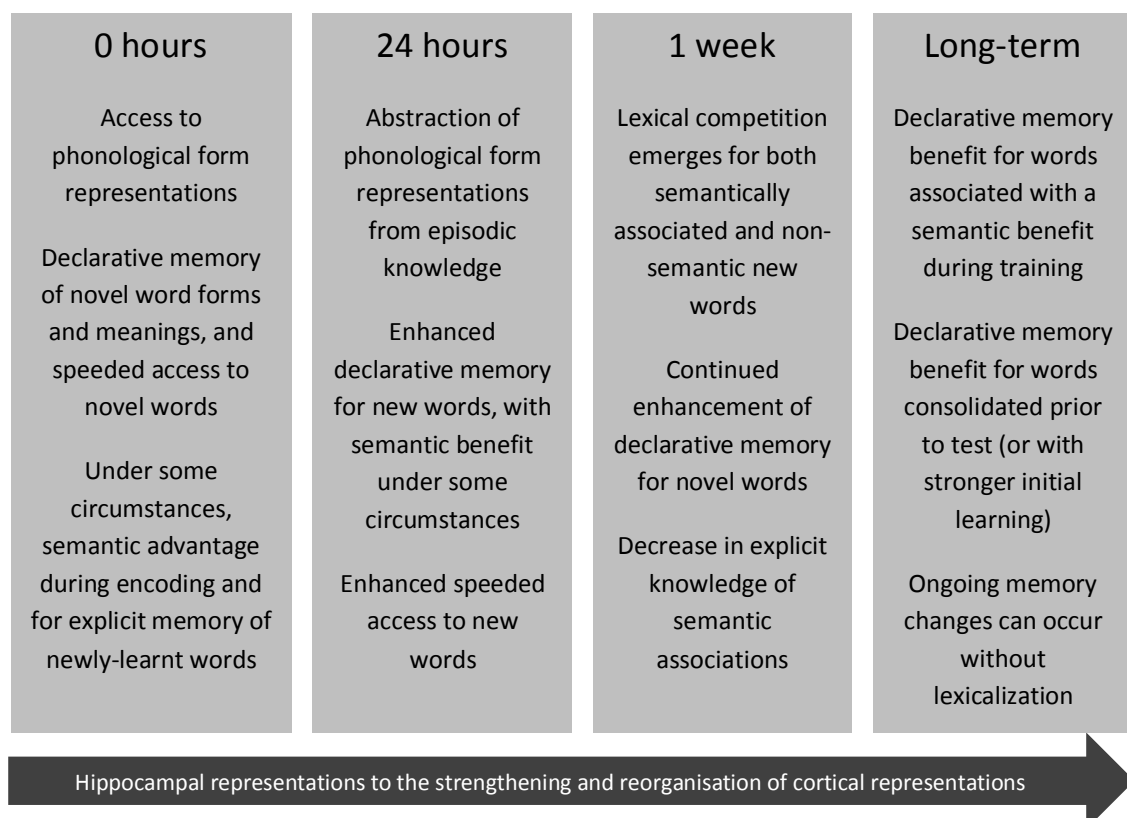 0 hours
Access to
phonological form
representations
Declarative memory
of novel word forms
and meanings, and
speeded access to
novel words
Under some
circumstances,
semantic advantage
during encoding and
for explicit memory of
newly-learnt words
24 hours
Abstraction of
phonological form
representations
from episodic
knowledge
Enhanced
declarative memory
for new words, with
semantic benefit
under some
circumstances
Enhanced speeded
access to new
words
1 week
Lexical competition
emerges for both
semantically
associated and non-
semantic new
words
Continued
enhancement of
declarative memory
for novel words
Decrease in explicit
knowledge of
semantic
associations
Long-term
Declarative memory
benefit for words
associated with a
semantic benefit
during training
Declarative memory
benefit for words
consolidated prior
to test (or with
stronger initial
learning)
Ongoing memory
changes can occur
without
lexicalization
Hippocampal representations to the strengthening and reorganisation of cortical representations